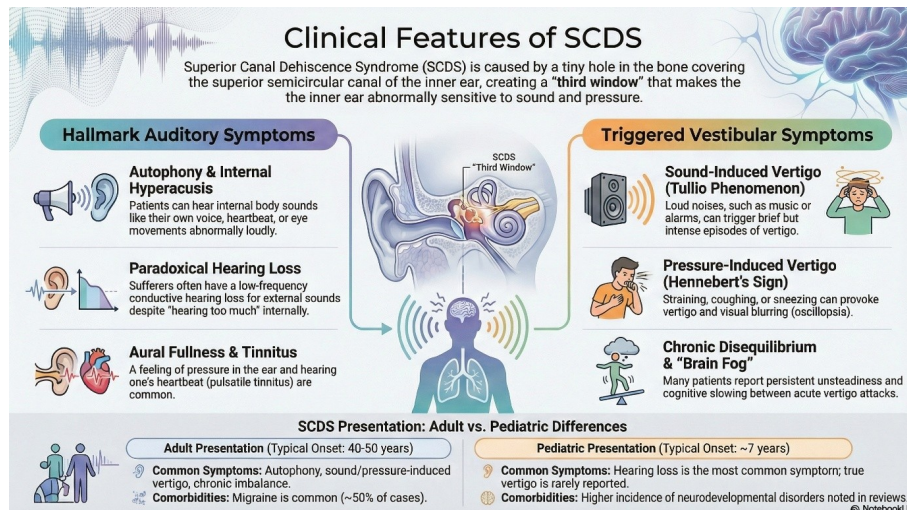 Clinical Features of SCDS
Superior Canal Dehiscence Syndrome (SCDS) is caused by a tiny hole in the bone covering
the superior semicircular canal of the inner ear, creating a “third window” that makes the
the inner ear abnormally sensitive to sound and pressure.
Hallmark Auditory Symptoms
Autophony & Internal
Hyperacusis
Patients can hear internal body sounds
like their own voice, heartbeat, or eye
movements abnormally loudly.
Paradoxical Hearing Loss
Sufferers often have a low-frequency
conductive hearing loss for external sounds
despite "hearing too much" internally.
Aural Fullness & Tinnitus
A feeling of pressure in the ear and hearing
one's heartbeat (pulsatile tinnitus) are
common.
SCDS
"Third Window"
Triggered Vestibular Symptoms
Sound-Induced Vertigo
(Tullio Phenomenon)
Loud noises, such as music or
alarms, can trigger brief but
intense episodes of vertigo.
Pressure-Induced Vertigo
(Hennebert's Sign)
Straining, coughing, or sneezing can provoke
vertigo and visual blurring (oscillopsia).
Chronic Disequilibrium
& “Brain Fog”
Many patients report persistent unsteadiness and
cognitive slowing between acute vertigo attacks.
SCDS Presentation: Adult vs. Pediatric Differences
Adult Presentation (Typical Onset: 40-50 years)
Common Symptoms: Autophony, sound/pressure-induced
vertigo, chronic imbalance.
Comorbidities: Migraine is common (~50% of cases).
Pediatric Presentation (Typical Onset: ~7 years)
Common Symptoms: Hearing loss is the most common symptorn; true
vertigo is rarely reported.
Comorbidities: Higher incidence of neurodevelopmental disorders noted in reviews